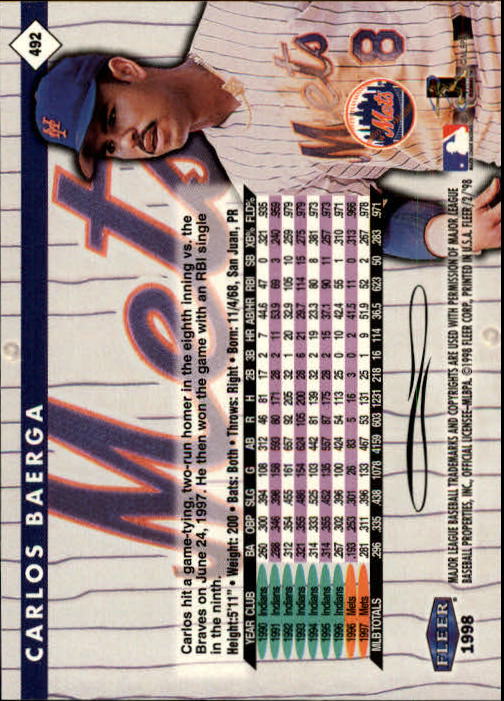 492
CARLOS BAERGA
Mets
8
Mets
Mets
Carlos hit a game-tying, two-run homer in the eighth inning vs. the
Braves on June 24, 1997. He then won the game with an RBI single
in the ninth.
Height:5'11" • Weight: 200 • Bats: Both • Throws: Right • Born: 11/4/68, San Juan, PR
YEAR CLUB BA OBP SLG G AB R H 2B 3B HR AB/HR RBI SB XB% FLD%
1990 Indians .260 .300 .394 108 312 46 81 17 2 7 44.6 47 0 .321 .935
1991 Indians .288 .346 .398 158 593 80 171 28 2 11 53.9 69 3 .240 .959
1992 Indians .312 .354 .455 161 657 92 205 32 1 20 32.9 105 10 .259 .979
1993 Indians .321 .355 .486 154 624 105 200 28 6 21 29.7 114 15 .275 .979
1994 Indians .314 .333 .525 103 442 81 139 32 2 19 23.3 80 8 .381 .973
1995 Indians .314 .355 .452 135 557 87 175 28 2 15 37.1 90 11 .257 .973
1996 Indians .267 .302 .396 100 424 54 113 25 0 10 42.4 55 1 .310 .971
1996 Mets .193 .253 .301 26 83 5 16 3 0 2 41.5 11 0 .313 .966
1997 Mets .281 .311 .396 133 467 53 131 25 1 9 51.9 52 2 .267 .978
MLB TOTALS .296 .335 .438 1078 4159 603 1231 218 16 114 36.5 623 50 .283 .971
MAJOR LEAGUE BASEBALL TRADEMARKS AND COPYRIGHTS ARE USED WITH PERMISSION OF MAJOR LEAGUE
BASEBALL PROPERTIES, INC., OFFICIAL LICENSEE-MLBPA. ©1998 FLEER CORP., PRINTED IN U.S.A. FLEER/2/'98
FLEER
1998